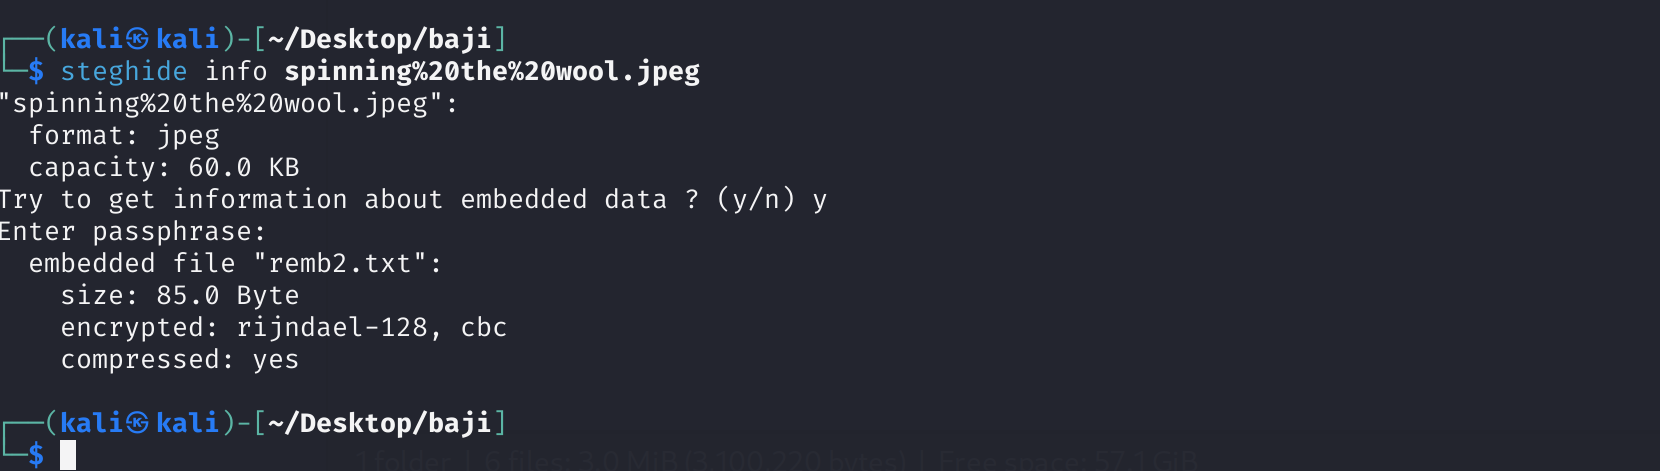 ┌──(kali㉿kali)-[~/Desktop/baji]
└─$ steghide info spinning%20the%20wool.jpeg
"spinning%20the%20wool.jpeg":
  format: jpeg
  capacity: 60.0 KB
Try to get information about embedded data ? (y/n) y
Enter passphrase:
  embedded file "remb2.txt":
    size: 85.0 Byte
    encrypted: rijndael-128, cbc
    compressed: yes

┌──(kali㉿kali)-[~/Desktop/baji]
└─$
1 folder | 6 files: 3.0 MiB (3,100,220 bytes) | Free space: 57.1 GiB